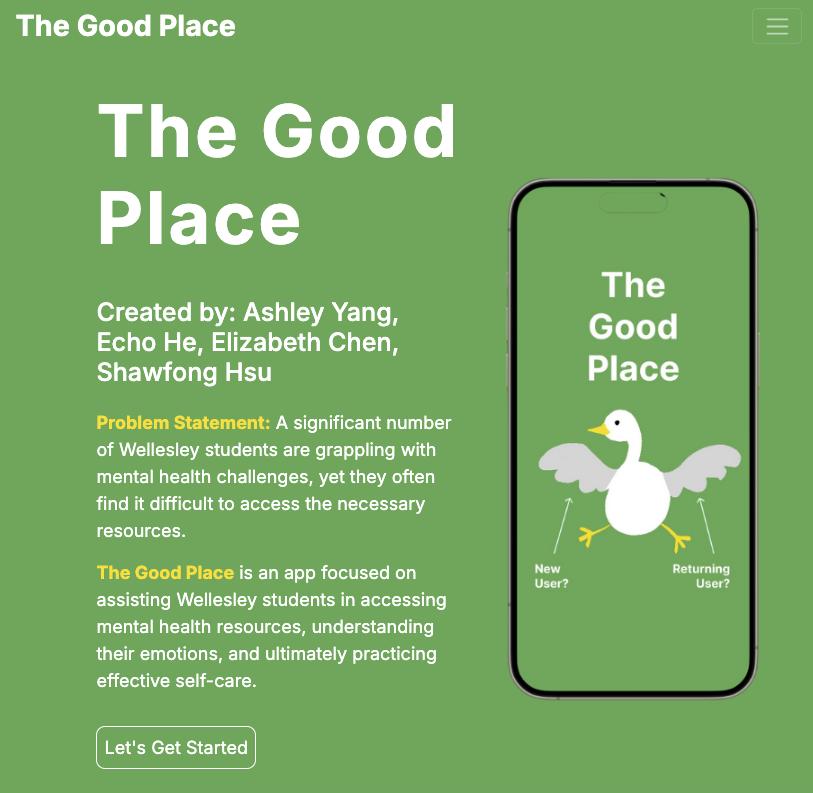 The Good Place
The Good
Place
Created by: Ashley Yang,
Echo He, Elizabeth Chen,
Shawfong Hsu
Problem Statement: A significant number
of Wellesley students are grappling with
mental health challenges, yet they often
find it difficult to access the necessary
resources.
The Good Place is an app focused on
assisting Wellesley students in accessing
mental health resources, understanding
their emotions, and ultimately practicing
effective self-care.
Let's Get Started
The
Good
Place
New
User?
Returning
User?